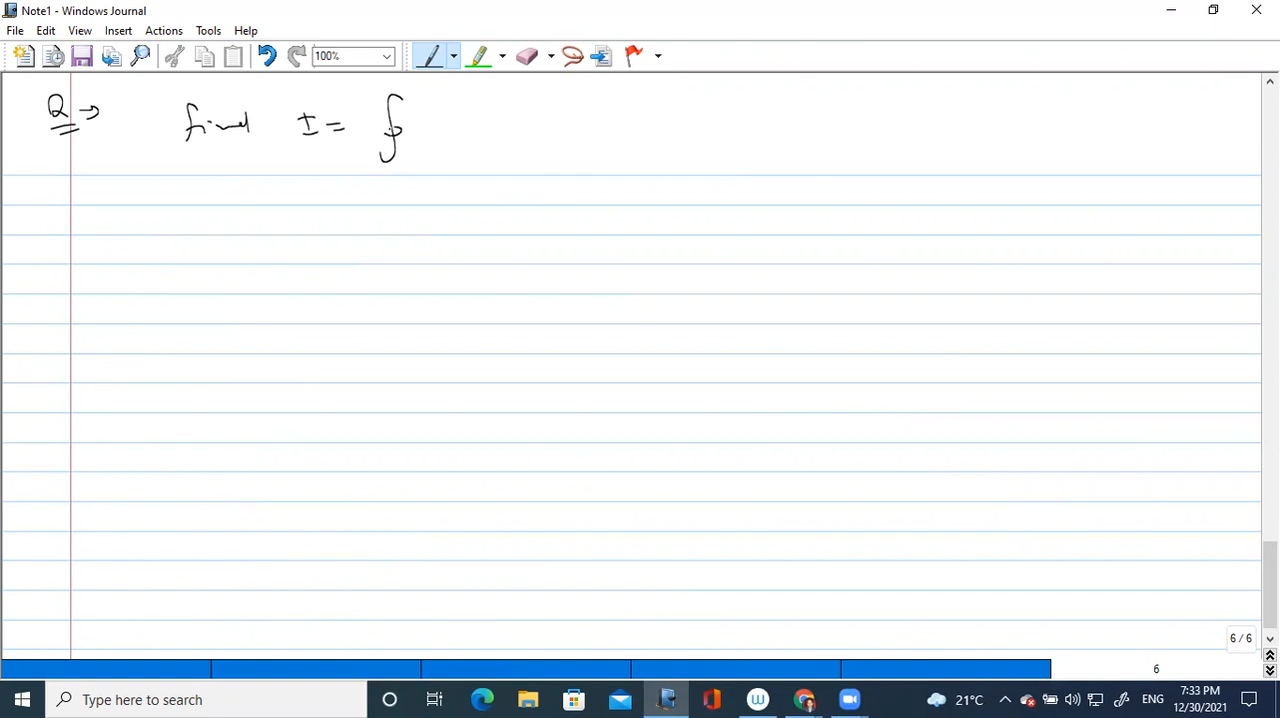 Note1 - Windows Journal
File Edit View Insert Actions Tools Help
100%
Q → find I = ∮
6 / 6
6
Type here to search
21°C
ENG
7:33 PM
12/30/2021